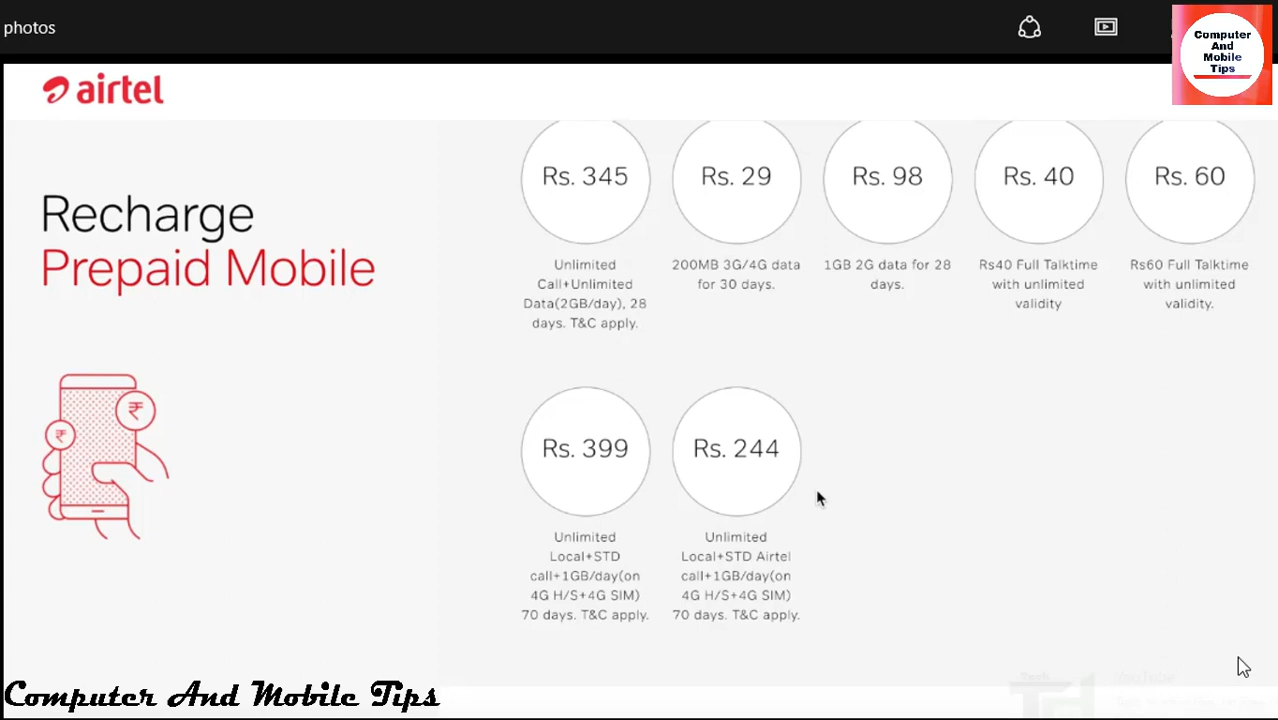 photos
Computer
And
Mobile
Tips
airtel
Recharge
Prepaid Mobile
Rs. 345
Unlimited
Call+Unlimited
Data(2GB/day), 28
days. T&C apply.
Rs. 29
200MB 3G/4G data
for 30 days.
Rs. 98
1GB 2G data for 28
days.
Rs. 40
Rs40 Full Talktime
with unlimited
validity
Rs. 60
Rs60 Full Talktime
with unlimited
validity.
₹
₹
Rs. 399
Unlimited
Local+STD
call+1GB/day(on
4G H/S+4G SIM)
70 days. T&C apply.
Rs. 244
Unlimited
Local+STD Airtel
call+1GB/day(on
4G H/S+4G SIM)
70 days. T&C apply.
Computer And Mobile Tips
Tech
YouTube